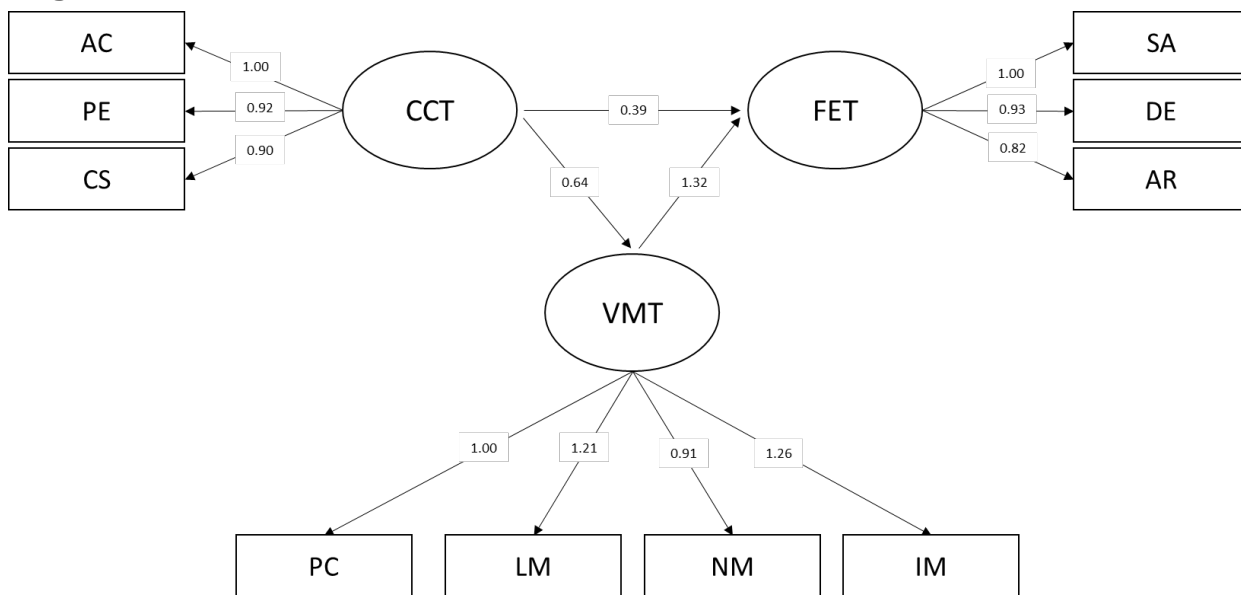 AC
PE
CS
1.00
0.92
0.90
CCT
0.39
0.64
1.32
FET
1.00
0.93
0.82
SA
DE
AR
VMT
1.00
1.21
0.91
1.26
PC
LM
NM
IM